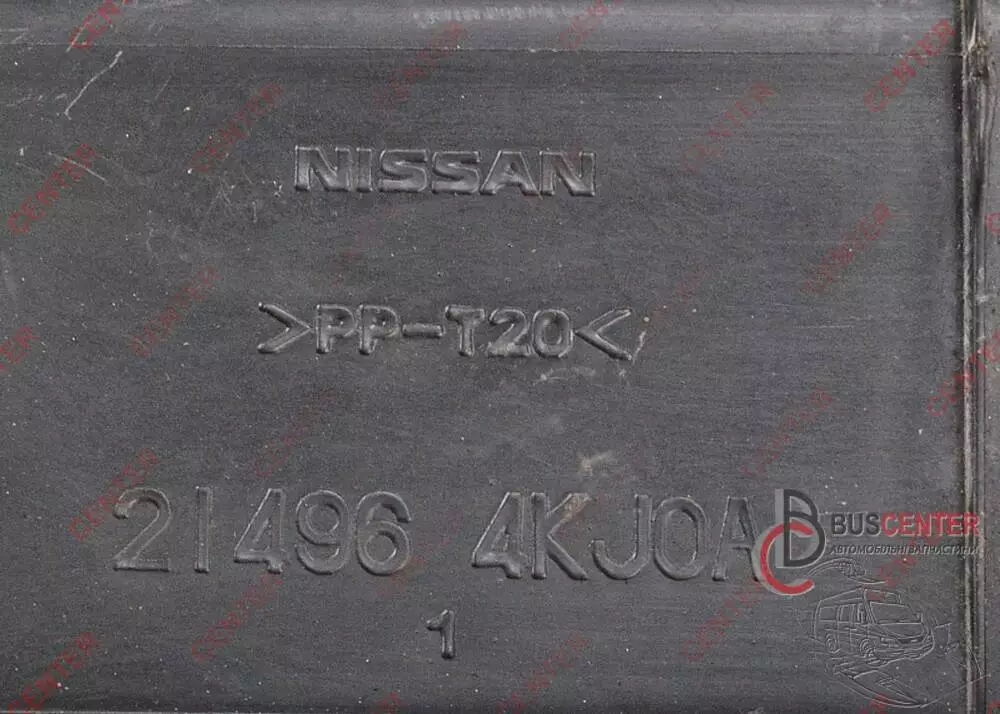 NISSAN
>PP-T20<
21496 4KJ0A
BUSCENTER
АВТОМОБІЛЬНІ ЗАПЧАСТИНИ
1